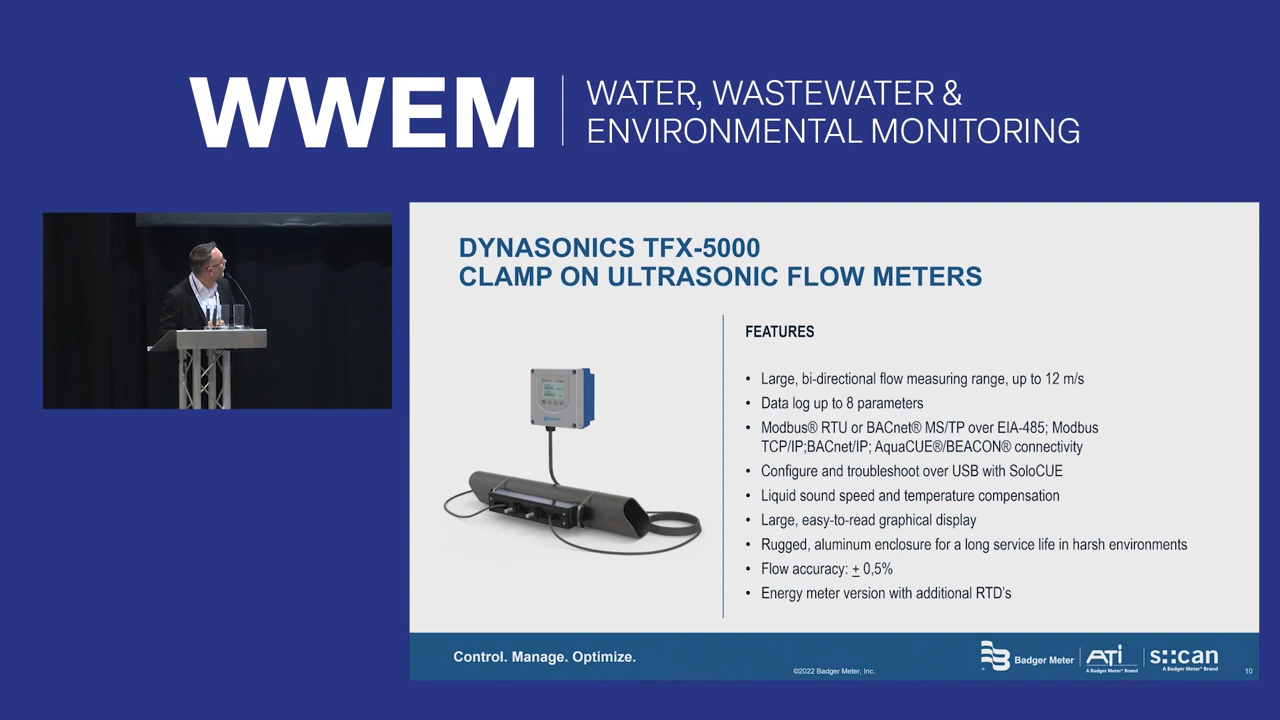 WWEM
WATER, WASTEWATER &
ENVIRONMENTAL MONITORING
DYNASONICS TFX-5000
CLAMP ON ULTRASONIC FLOW METERS
FEATURES
• Large, bi-directional flow measuring range, up to 12 m/s
• Data log up to 8 parameters
• Modbus® RTU or BACnet® MS/TP over EIA-485; Modbus
TCP/IP;BACnet/IP; AquaCUE®/BEACON® connectivity
• Configure and troubleshoot over USB with SoloCUE
• Liquid sound speed and temperature compensation
• Large, easy-to-read graphical display
• Rugged, aluminum enclosure for a long service life in harsh environments
• Flow accuracy: ± 0,5%
• Energy meter version with additional RTD's
Control. Manage. Optimize.
©2022 Badger Meter, Inc.
Badger Meter
ATi
A Badger Meter® Brand
s::can
A Badger Meter® Brand
10